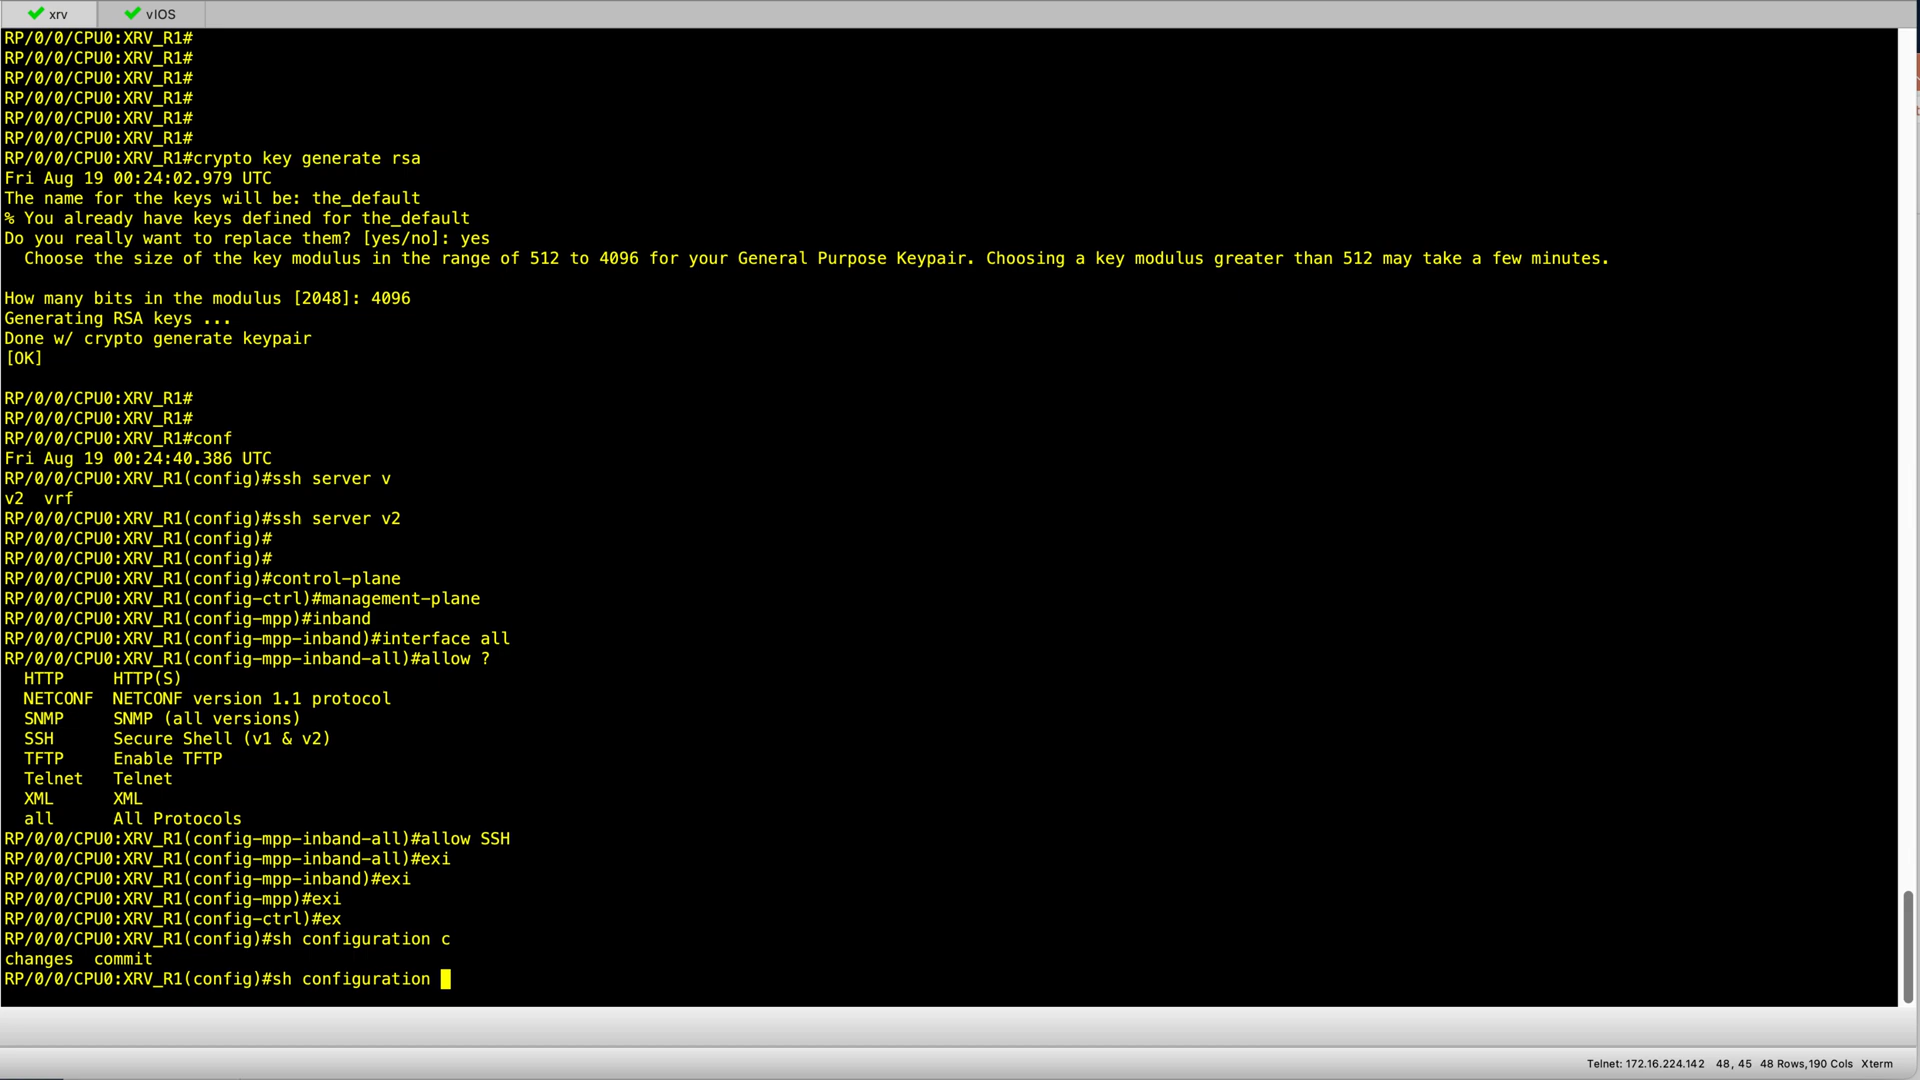 xrv
vIOS
RP/0/0/CPU0:XRV_R1#
RP/0/0/CPU0:XRV_R1#
RP/0/0/CPU0:XRV_R1#
RP/0/0/CPU0:XRV_R1#
RP/0/0/CPU0:XRV_R1#
RP/0/0/CPU0:XRV_R1#
RP/0/0/CPU0:XRV_R1#crypto key generate rsa
Fri Aug 19 00:24:02.979 UTC
The name for the keys will be: the_default
% You already have keys defined for the_default
Do you really want to replace them? [yes/no]: yes
  Choose the size of the key modulus in the range of 512 to 4096 for your General Purpose Keypair. Choosing a key modulus greater than 512 may take a few minutes.
How many bits in the modulus [2048]: 4096
Generating RSA keys ...
Done w/ crypto generate keypair
[OK]
RP/0/0/CPU0:XRV_R1#
RP/0/0/CPU0:XRV_R1#
RP/0/0/CPU0:XRV_R1#conf
Fri Aug 19 00:24:40.386 UTC
RP/0/0/CPU0:XRV_R1(config)#ssh server v
v2  vrf
RP/0/0/CPU0:XRV_R1(config)#ssh server v2
RP/0/0/CPU0:XRV_R1(config)#
RP/0/0/CPU0:XRV_R1(config)#
RP/0/0/CPU0:XRV_R1(config)#control-plane
RP/0/0/CPU0:XRV_R1(config-ctrl)#management-plane
RP/0/0/CPU0:XRV_R1(config-mpp)#inband
RP/0/0/CPU0:XRV_R1(config-mpp-inband)#interface all
RP/0/0/CPU0:XRV_R1(config-mpp-inband-all)#allow ?
  HTTP     HTTP(S)
  NETCONF  NETCONF version 1.1 protocol
  SNMP     SNMP (all versions)
  SSH      Secure Shell (v1 & v2)
  TFTP     Enable TFTP
  Telnet   Telnet
  XML      XML
  all      All Protocols
RP/0/0/CPU0:XRV_R1(config-mpp-inband-all)#allow SSH
RP/0/0/CPU0:XRV_R1(config-mpp-inband-all)#exi
RP/0/0/CPU0:XRV_R1(config-mpp-inband)#exi
RP/0/0/CPU0:XRV_R1(config-mpp)#exi
RP/0/0/CPU0:XRV_R1(config-ctrl)#ex
RP/0/0/CPU0:XRV_R1(config)#sh configuration c
changes  commit
RP/0/0/CPU0:XRV_R1(config)#sh configuration
Telnet: 172.16.224.142   48, 45   48 Rows,190 Cols   Xterm